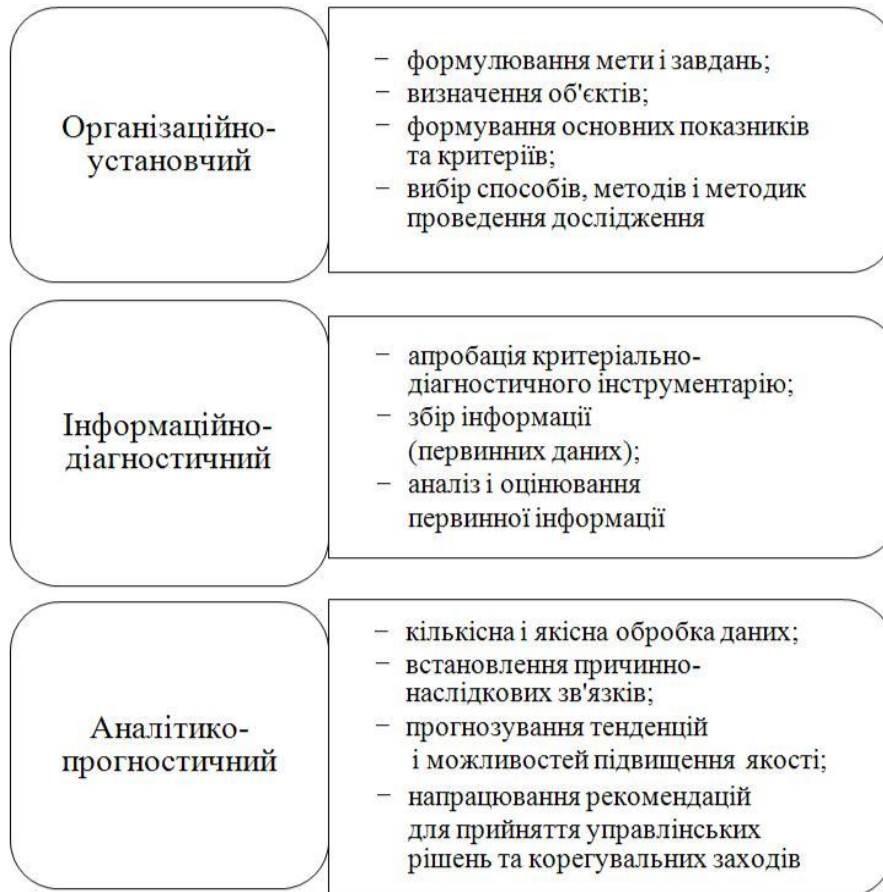 Організаційно-
установчий
− формулювання мети і завдань;
− визначення об'єктів;
− формування основних показників
та критеріїв;
− вибір способів, методів і методик
проведення дослідження
Інформаційно-
діагностичний
− апробація критеріально-
діагностичного інструментарію;
− збір інформації
(первинних даних);
− аналіз і оцінювання
первинної інформації
Аналітико-
прогностичний
− кількісна і якісна обробка даних;
− встановлення причинно-
наслідкових зв'язків;
− прогнозування тенденцій
і можливостей підвищення якості;
− напрацювання рекомендацій
для прийняття управлінських
рішень та корегувальних заходів